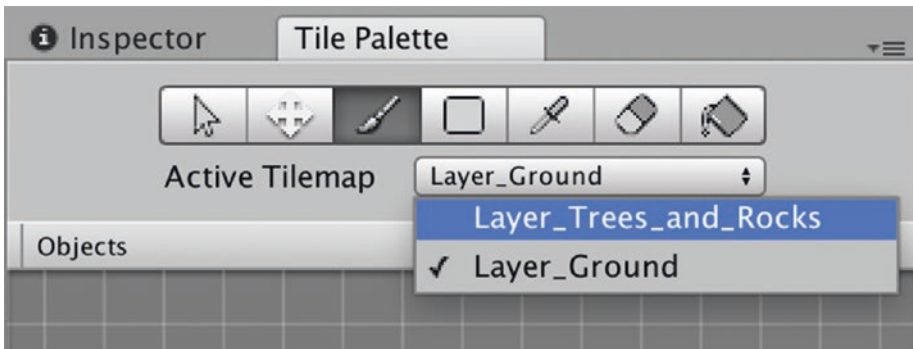 Inspector
Tile Palette
Active Tilemap
Layer_Ground
Layer_Trees_and_Rocks
Objects
✓ Layer_Ground